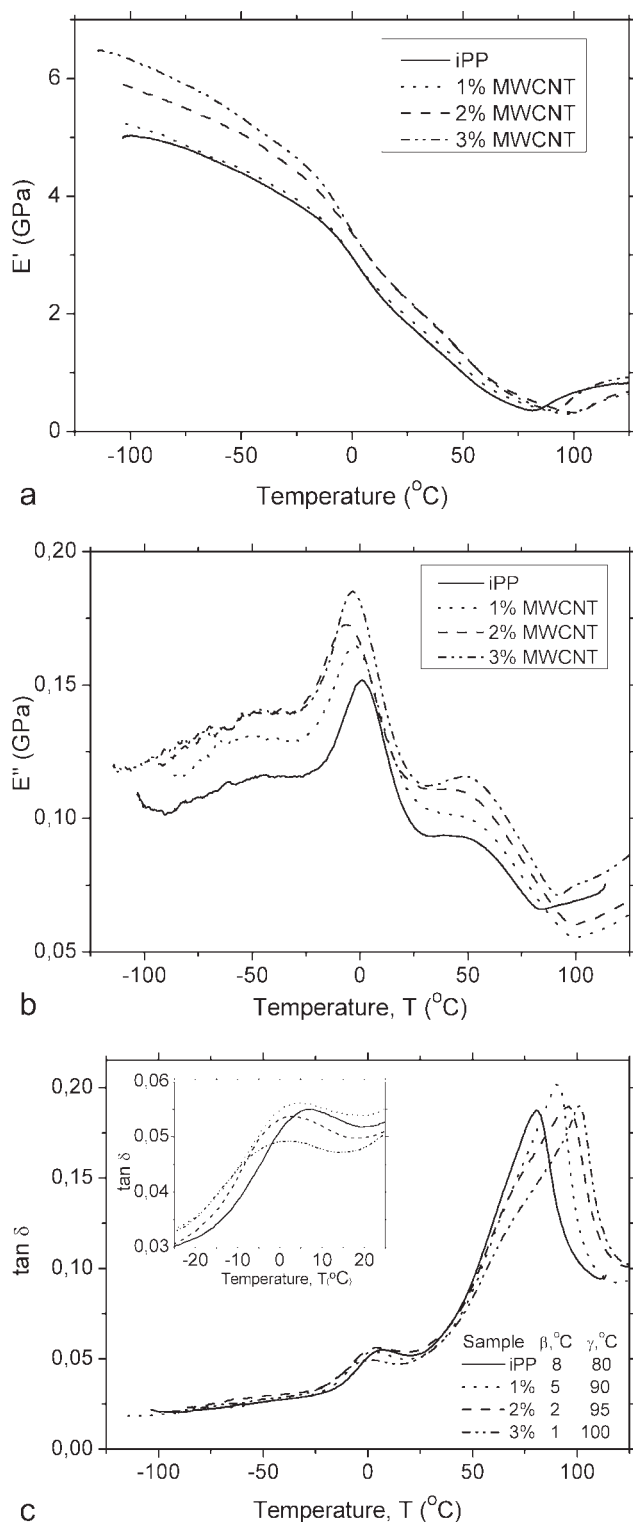 6
4
2
0
E' (GPa)
iPP
1% MWCNT
2% MWCNT
3% MWCNT
-100 -50 0 50 100
Temperature (°C)
a
0,20
0,15
0,10
0,05
E" (GPa)
iPP
1% MWCNT
2% MWCNT
3% MWCNT
-100 -50 0 50 100
Temperature, T (°C)
b
0,20
0,15
0,10
0,05
0,00
tan δ
0,06
0,05
0,04
0,03
tan δ
-20 -10 0 10 20
Temperature, T(°C)
Sample β,°C γ,°C
iPP 8 80
1% 5 90
2% 2 95
3% 1 100
-100 -50 0 50 100
Temperature, T (°C)
c